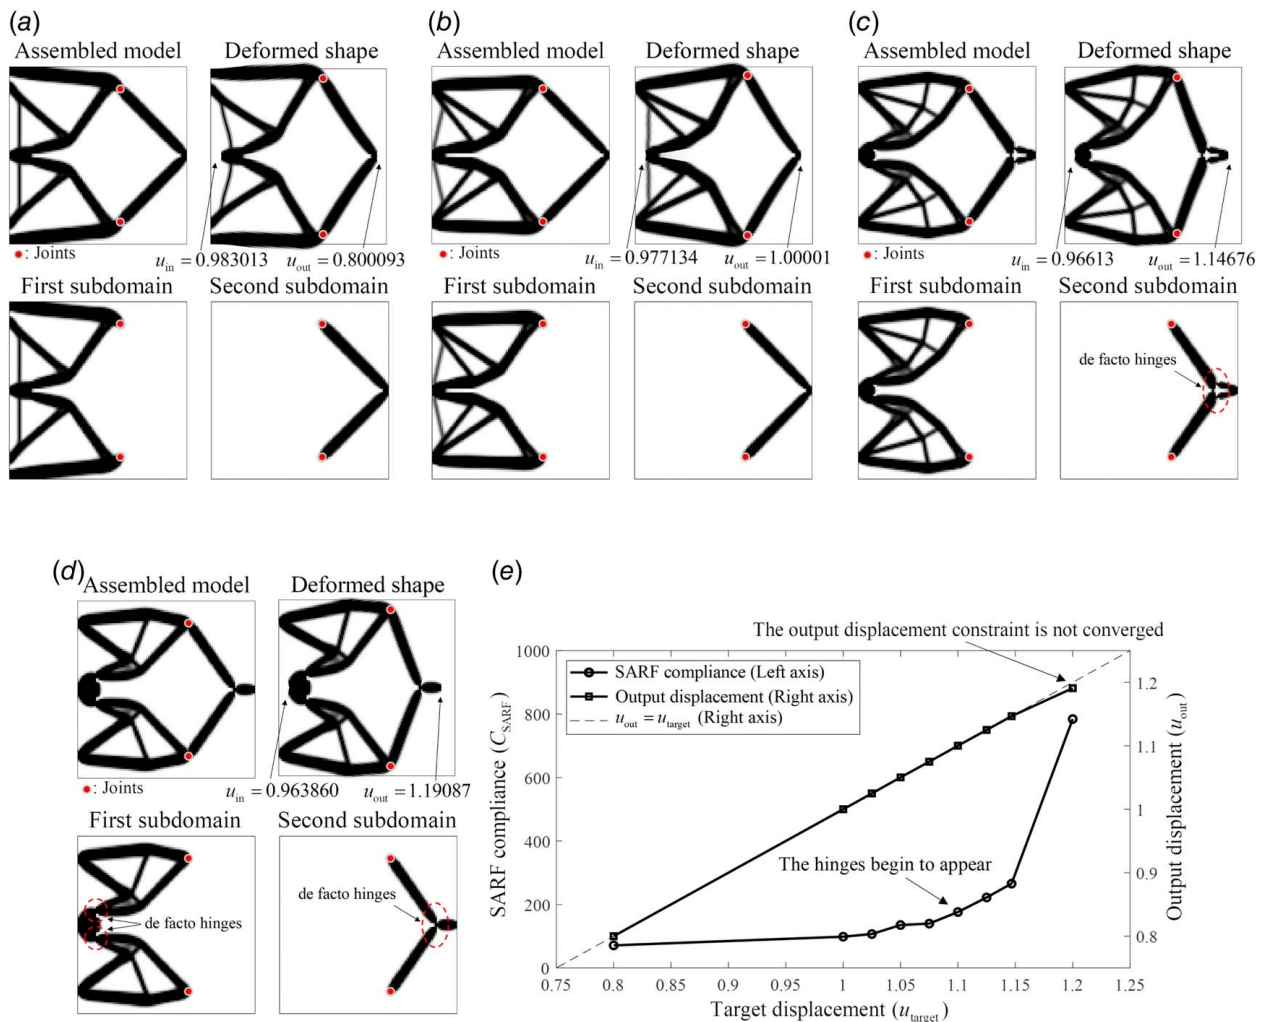 (a)
Assembled model
Deformed shape
: Joints
u_in = 0.983013
u_out = 0.800093
First subdomain
Second subdomain
(b)
Assembled model
Deformed shape
u_in = 0.977134
u_out = 1.00001
First subdomain
Second subdomain
(c)
Assembled model
Deformed shape
: Joints
u_in = 0.96613
u_out = 1.14676
First subdomain
Second subdomain
de facto hinges
(d)
Assembled model
Deformed shape
: Joints
u_in = 0.963860
u_out = 1.19087
First subdomain
Second subdomain
de facto hinges
de facto hinges
(e)
The output displacement constraint is not converged
SARF compliance (Left axis)
Output displacement (Right axis)
u_out = u_target (Right axis)
The hinges begin to appear
SARF compliance (C_SARF)
1000
800
600
400
200
0
Output displacement (u_out)
1.2
1.1
1
0.9
0.8
0.75 0.8 0.85 0.9 0.95 1 1.05 1.1 1.15 1.2 1.25
Target displacement (u_target)